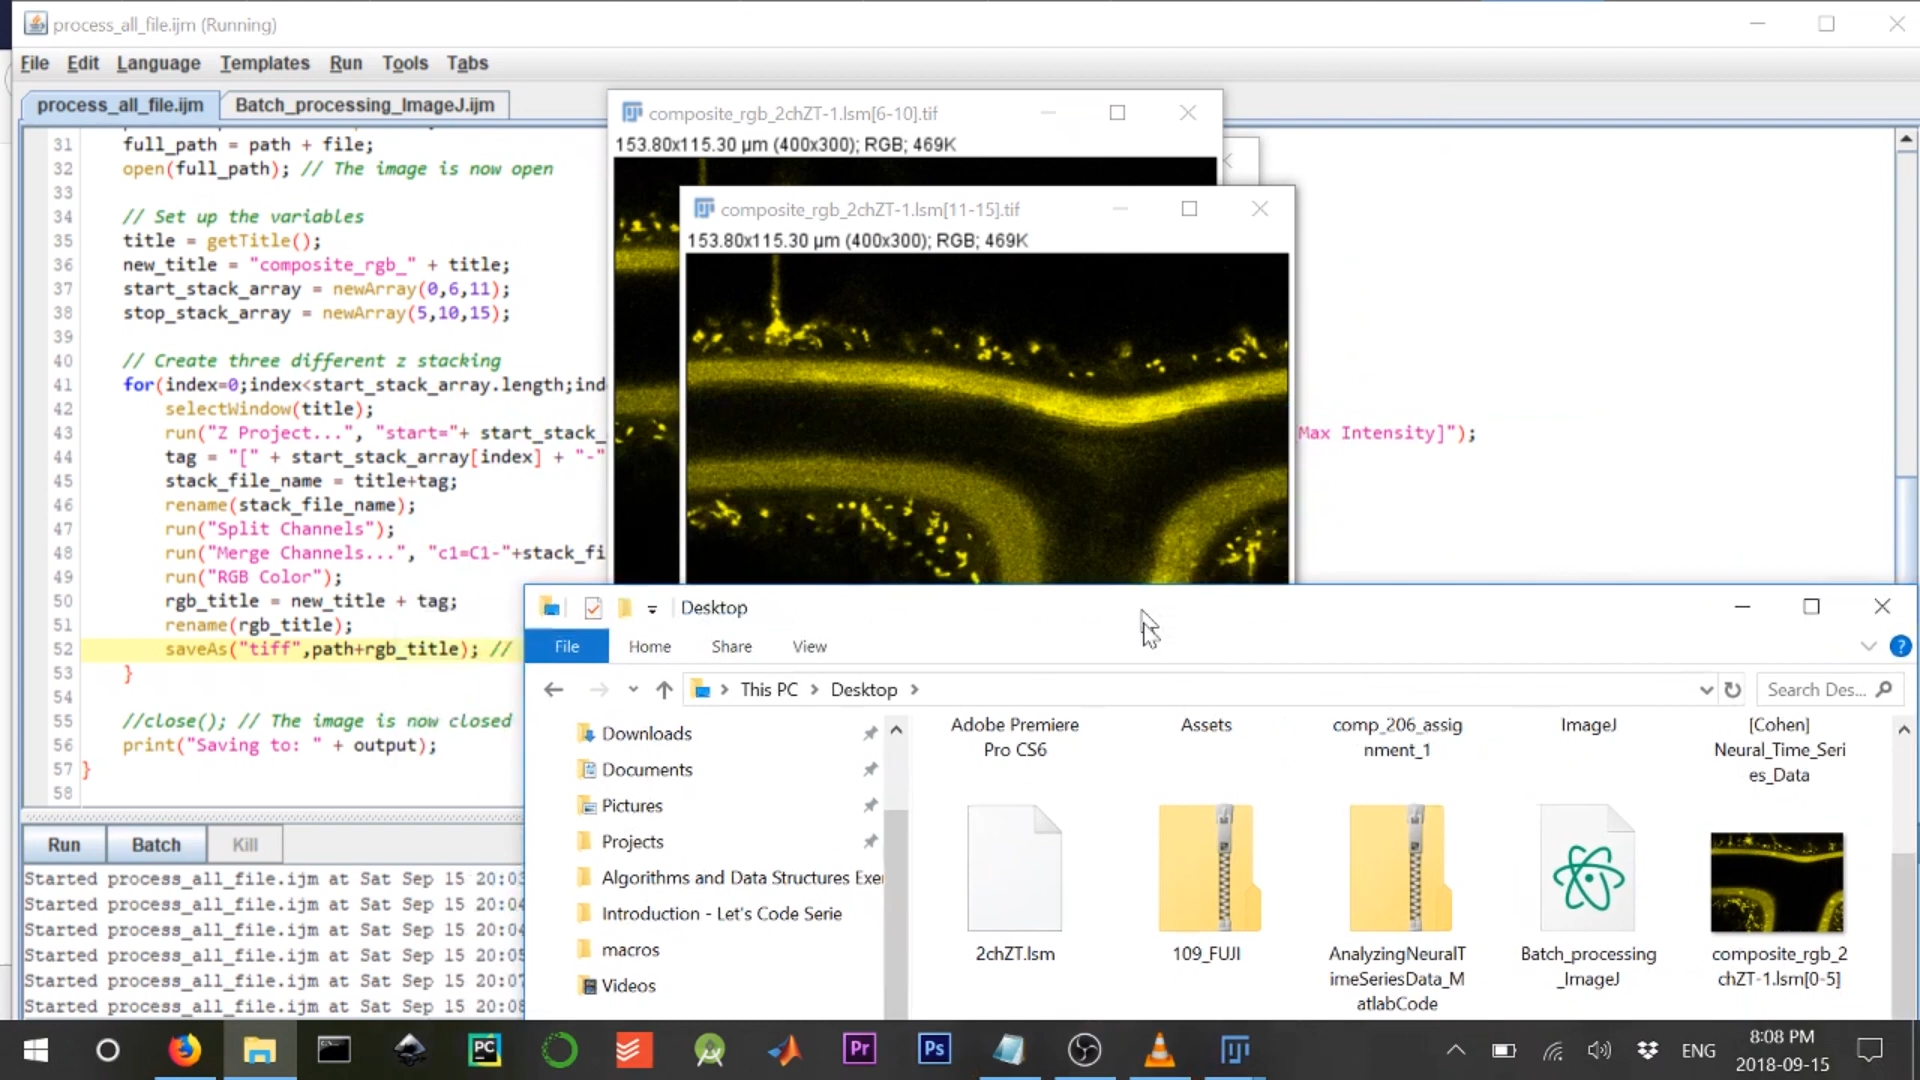 process_all_file.ijm (Running)
File Edit Language Templates Run Tools Tabs
process_all_file.ijm Batch_processing_ImageJ.ijm
31 full_path = path + file;
32 open(full_path); // The image is now open
33
34 // Set up the variables
35 title = getTitle();
36 new_title = "composite_rgb_" + title;
37 start_stack_array = newArray(0,6,11);
38 stop_stack_array = newArray(5,10,15);
39
40 // Create three different z stacking
41 for(index=0;index<start_stack_array.length;ind
42 selectWindow(title);
43 run("Z Project...", "start="+ start_stack_ Max Intensity]");
44 tag = "[" + start_stack_array[index] + "-"
45 stack_file_name = title+tag;
46 rename(stack_file_name);
47 run("Split Channels");
48 run("Merge Channels...", "c1=C1-"+stack_fi
49 run("RGB Color");
50 rgb_title = new_title + tag;
51 rename(rgb_title);
52 saveAs("tiff",path+rgb_title); //
53 }
54
55 //close(); // The image is now closed
56 print("Saving to: " + output);
57 }
58
Run Batch Kill
Started process_all_file.ijm at Sat Sep 15 20:03
Started process_all_file.ijm at Sat Sep 15 20:04
Started process_all_file.ijm at Sat Sep 15 20:04
Started process_all_file.ijm at Sat Sep 15 20:05
Started process_all_file.ijm at Sat Sep 15 20:07
Started process_all_file.ijm at Sat Sep 15 20:08
composite_rgb_2chZT-1.lsm[6-10].tif
153.80x115.30 µm (400x300); RGB; 469K
composite_rgb_2chZT-1.lsm[11-15].tif
153.80x115.30 µm (400x300); RGB; 469K
Desktop
File Home Share View
This PC Desktop
Search Des...
Downloads
Documents
Pictures
Projects
Algorithms and Data Structures Exer
Introduction - Let's Code Serie
macros
Videos
Adobe Premiere
Pro CS6
Assets
comp_206_assig
nment_1
ImageJ
[Cohen]
Neural_Time_Seri
es_Data
2chZT.lsm
109_FUJI
AnalyzingNeuralT
imeSeriesData_M
atlabCode
Batch_processing
_ImageJ
composite_rgb_2
chZT-1.lsm[0-5]
PC
Pr
Ps
ENG
8:08 PM
2018-09-15